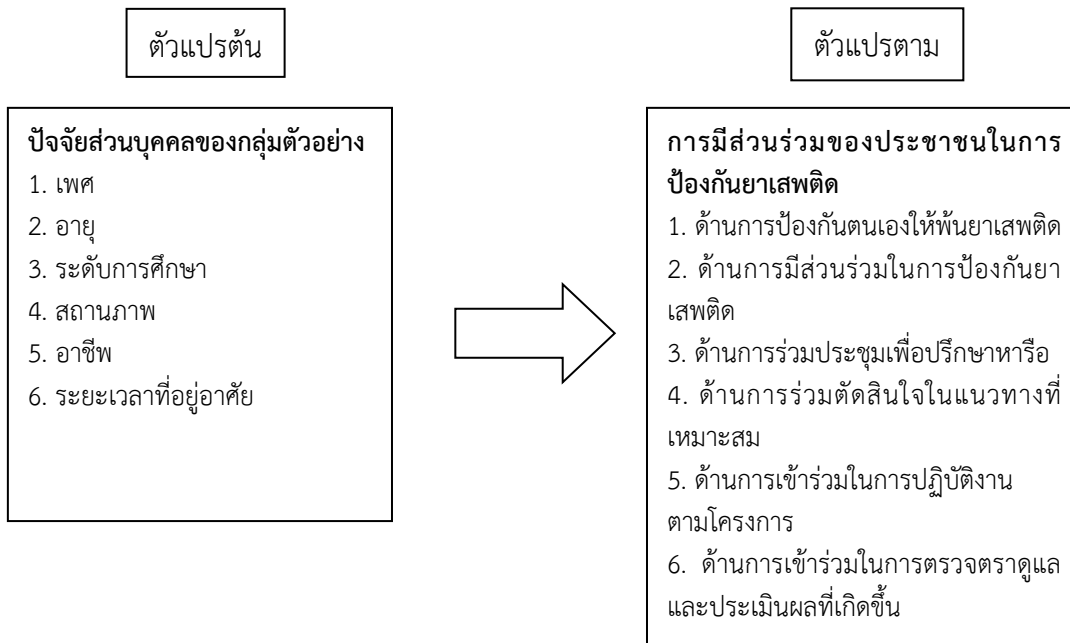 ตัวแปรต้น
ปัจจัยส่วนบุคคลของกลุ่มตัวอย่าง
1. เพศ
2. อายุ
3. ระดับการศึกษา
4. สถานภาพ
5. อาชีพ
6. ระยะเวลาที่อยู่อาศัย
ตัวแปรตาม
การมีส่วนร่วมของประชาชนในการ
ป้องกันยาเสพติด
1. ด้านการป้องกันตนเองให้พ้นยาเสพติด
2. ด้านการมีส่วนร่วมในการป้องกันยา
เสพติด
3. ด้านการร่วมประชุมเพื่อปรึกษาหารือ
4. ด้านการร่วมตัดสินใจในแนวทางที่
เหมาะสม
5. ด้านการเข้าร่วมในการปฏิบัติงาน
ตามโครงการ
6. ด้านการเข้าร่วมในการตรวจตราดูแล
และประเมินผลที่เกิดขึ้น